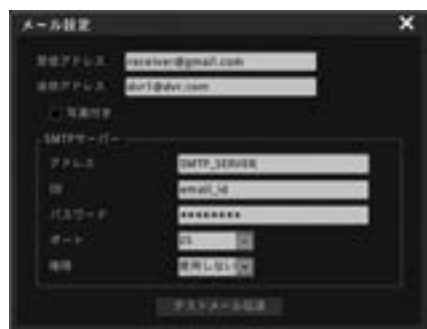 メール設定
受信アドレス receiver@gmail.com
送信アドレス dvr1@dvr.com
写真付き
SMTPサーバー
アドレス SMTP_SERVER
ID email_id
パスワード ********
ポート 25
使用しない
テストメール伝送